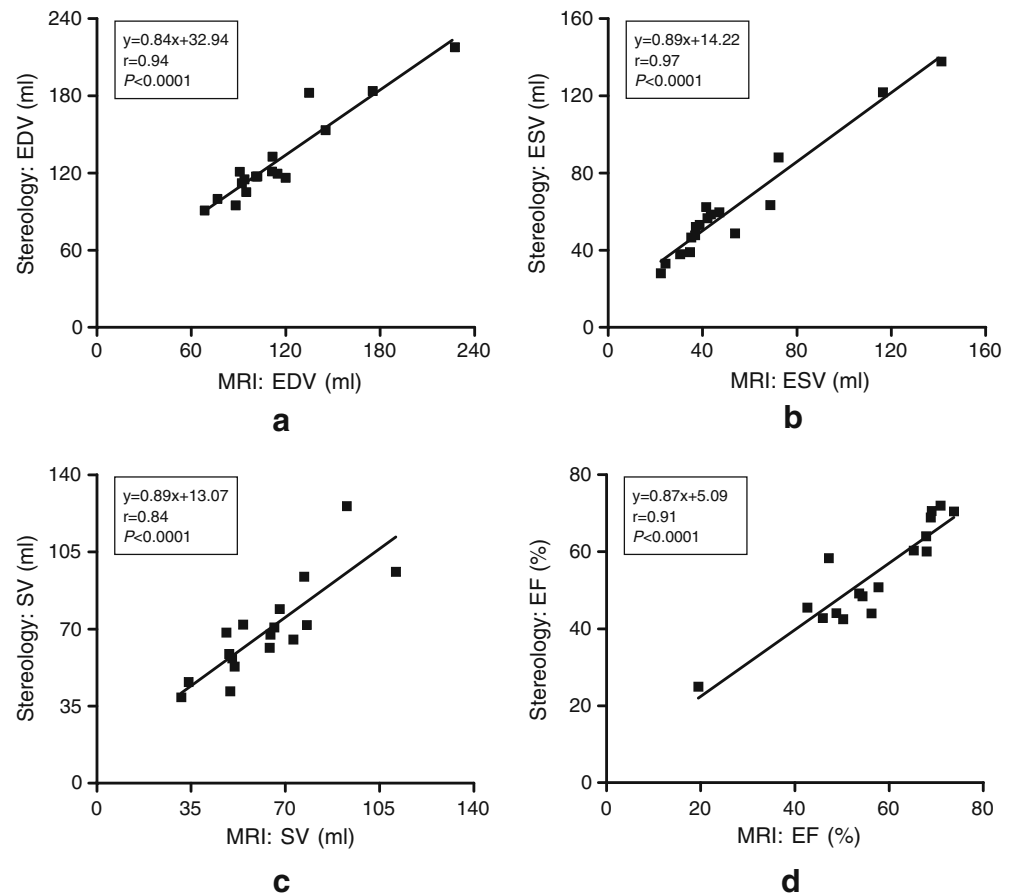 240
180
120
60
0
Stereology: EDV (ml)
y=0.84x+32.94
r=0.94
P<0.0001
0 60 120 180 240
MRI: EDV (ml)
a
160
120
80
40
0
Stereology: ESV (ml)
y=0.89x+14.22
r=0.97
P<0.0001
0 40 80 120 160
MRI: ESV (ml)
b
140
105
70
35
0
Stereology: SV (ml)
y=0.89x+13.07
r=0.84
P<0.0001
0 35 70 105 140
MRI: SV (ml)
c
80
60
40
20
0
Stereology: EF (%)
y=0.87x+5.09
r=0.91
P<0.0001
0 20 40 60 80
MRI: EF (%)
d